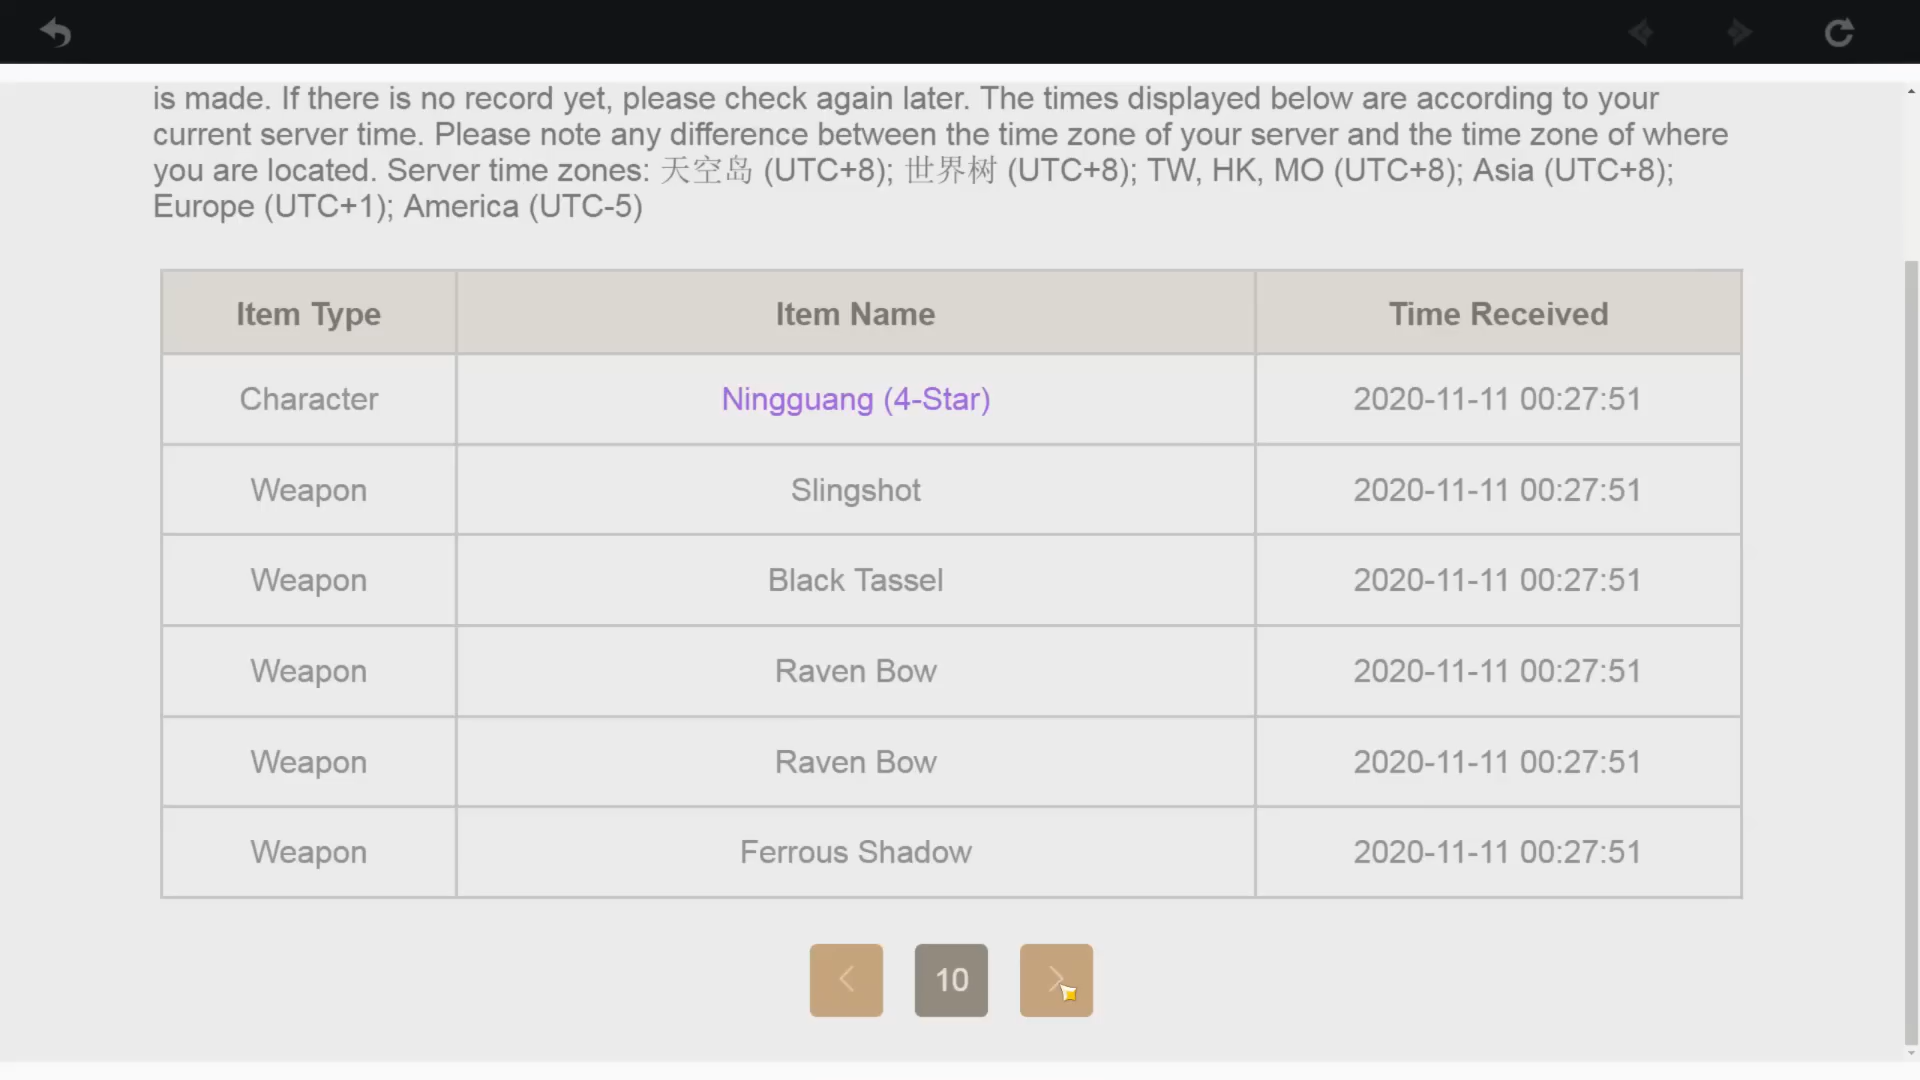 is made. If there is no record yet, please check again later. The times displayed below are according to your
current server time. Please note any difference between the time zone of your server and the time zone of where
you are located. Server time zones: 天空岛 (UTC+8); 世界树 (UTC+8); TW, HK, MO (UTC+8); Asia (UTC+8);
Europe (UTC+1); America (UTC-5)
Item Type Item Name Time Received
Character Ningguang (4-Star) 2020-11-11 00:27:51
Weapon Slingshot 2020-11-11 00:27:51
Weapon Black Tassel 2020-11-11 00:27:51
Weapon Raven Bow 2020-11-11 00:27:51
Weapon Raven Bow 2020-11-11 00:27:51
Weapon Ferrous Shadow 2020-11-11 00:27:51
10